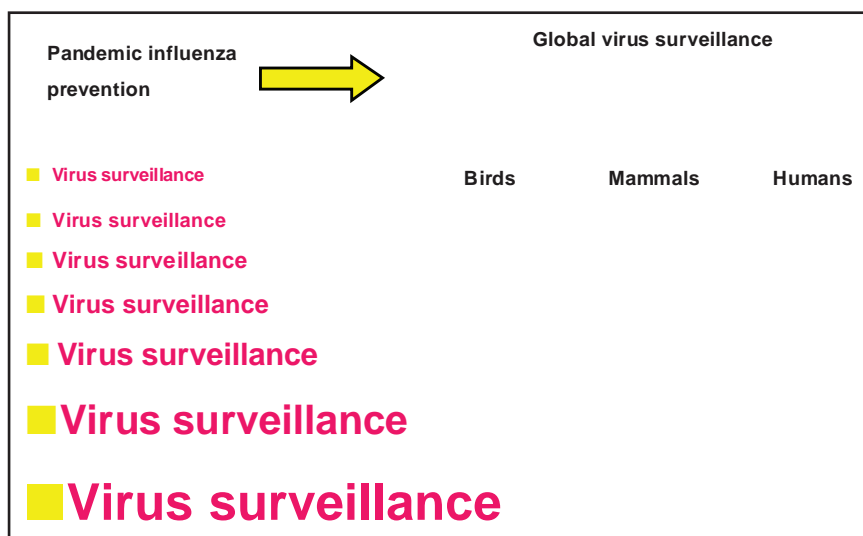 Pandemic influenza
prevention
Global virus surveillance
Virus surveillance
Birds Mammals Humans
Virus surveillance
Virus surveillance
Virus surveillance
Virus surveillance
Virus surveillance
Virus surveillance